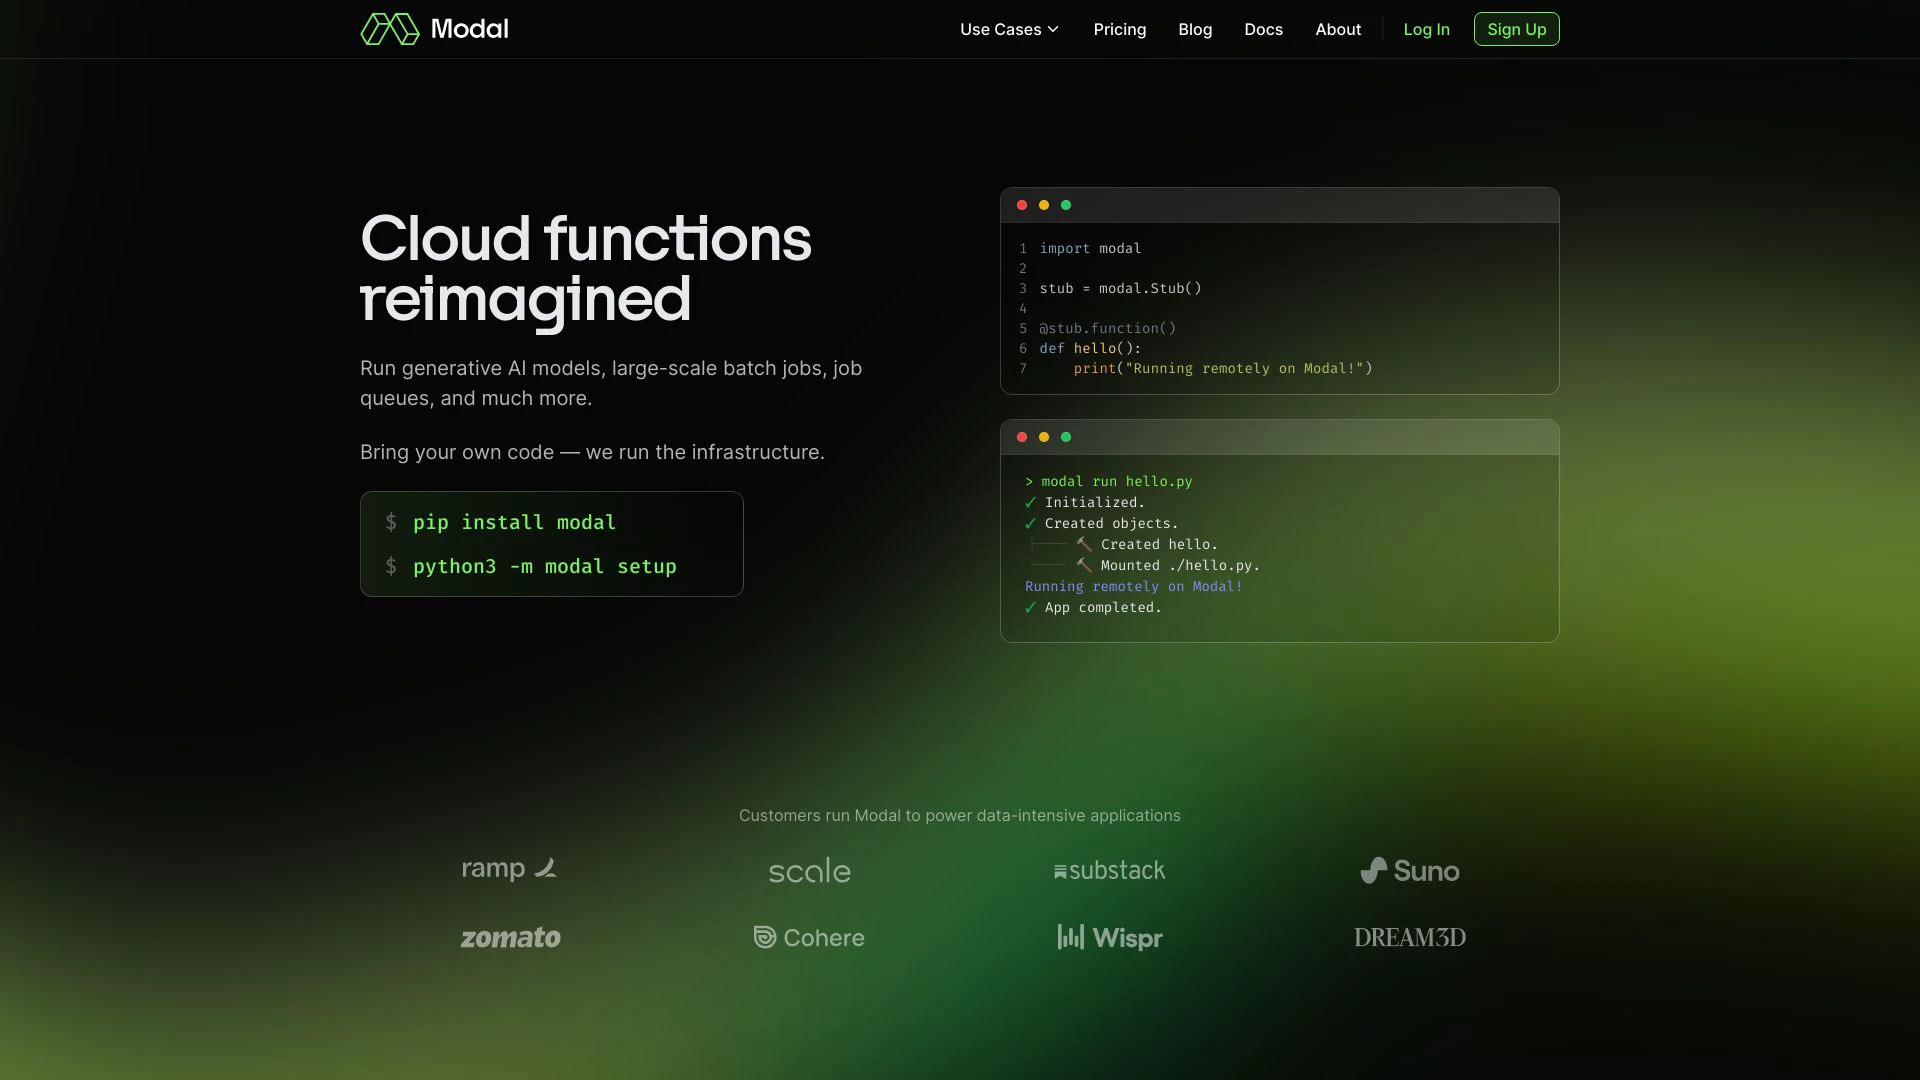 Modal
Use Cases
Pricing
Blog
Docs
About
Log In
Sign Up
Cloud functions
reimagined
Run generative AI models, large-scale batch jobs, job
queues, and much more.
Bring your own code — we run the infrastructure.
$ pip install modal
$ python3 -m modal setup
1 import modal
2
3 stub = modal.Stub()
4
5 @stub.function()
6 def hello():
7     print("Running remotely on Modal!")
> modal run hello.py
✓ Initialized.
✓ Created objects.
├── 🔨 Created hello.
└── 🔨 Mounted ./hello.py.
Running remotely on Modal!
✓ App completed.
Customers run Modal to power data-intensive applications
ramp
scale
substack
Suno
zomato
Cohere
Wispr
DREAM3D